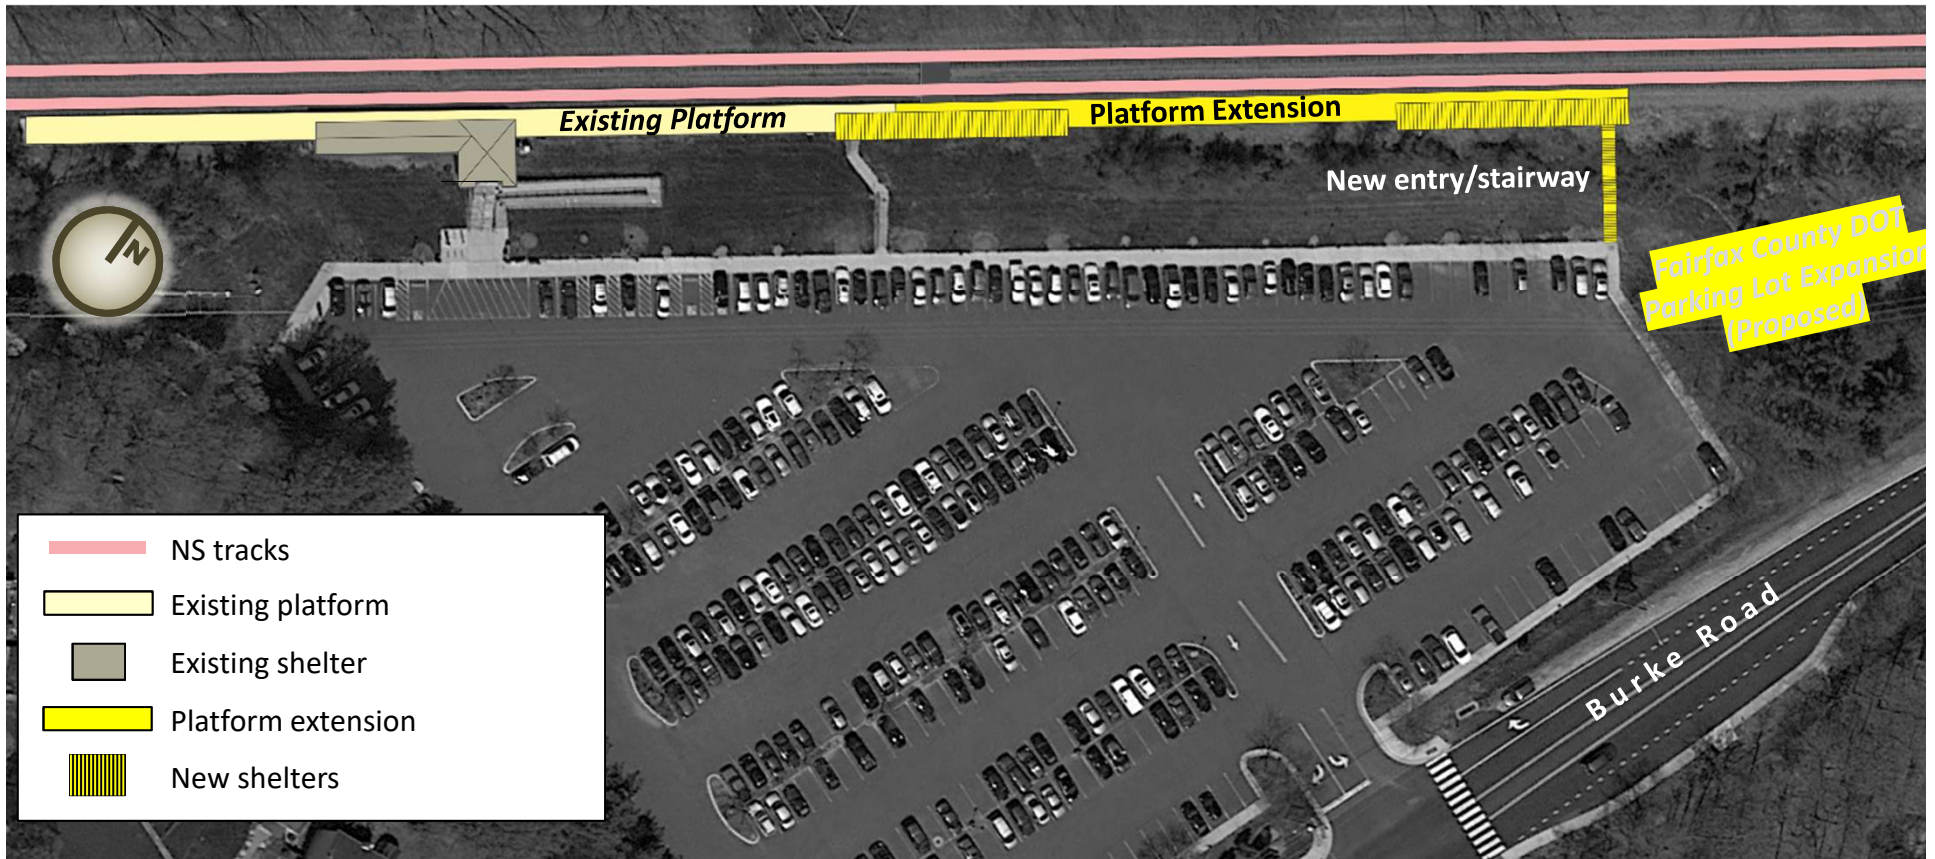 Existing Platform
Platform Extension
New entry/stairway
N
Fairfax County DOT
Parking Lot Expansion
(Proposed)
NS tracks
Existing platform
Existing shelter
Platform extension
New shelters
Burke Road